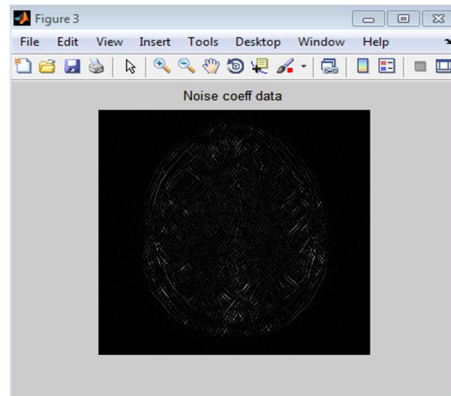 Figure 3
File Edit View Insert Tools Desktop Window Help
Noise coeff data